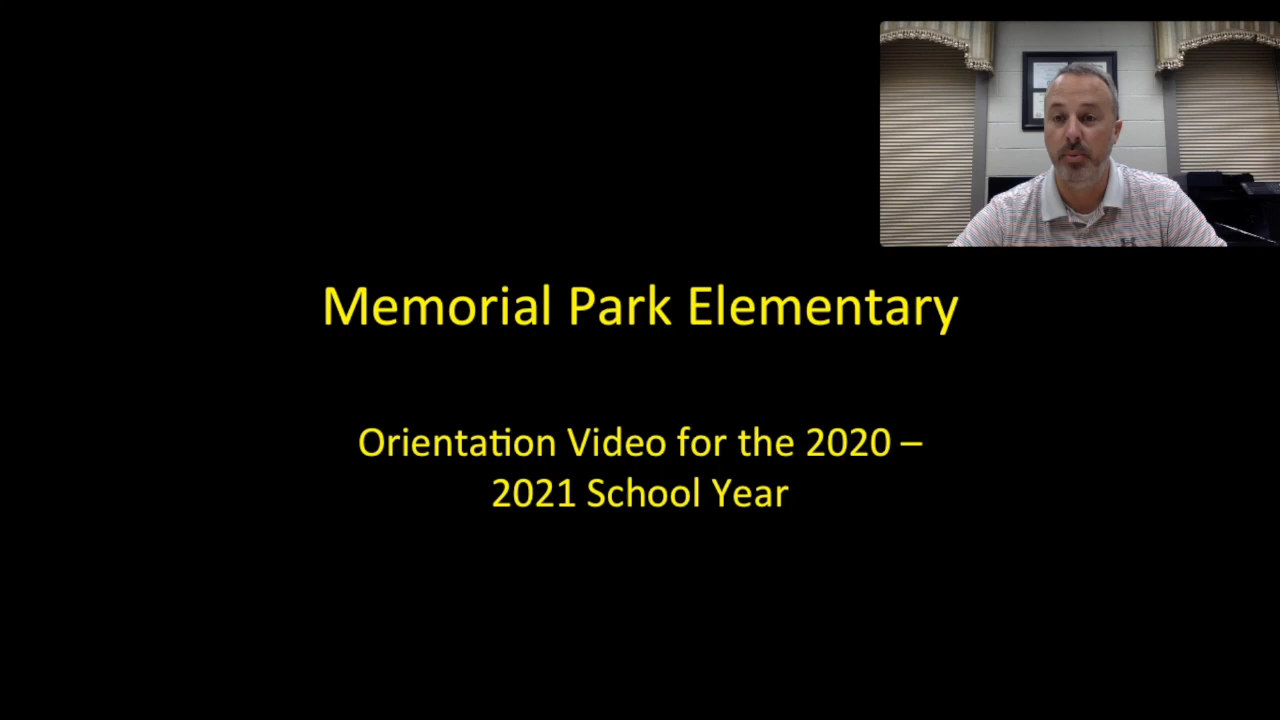 Memorial Park Elementary
Orientation Video for the 2020 –
2021 School Year